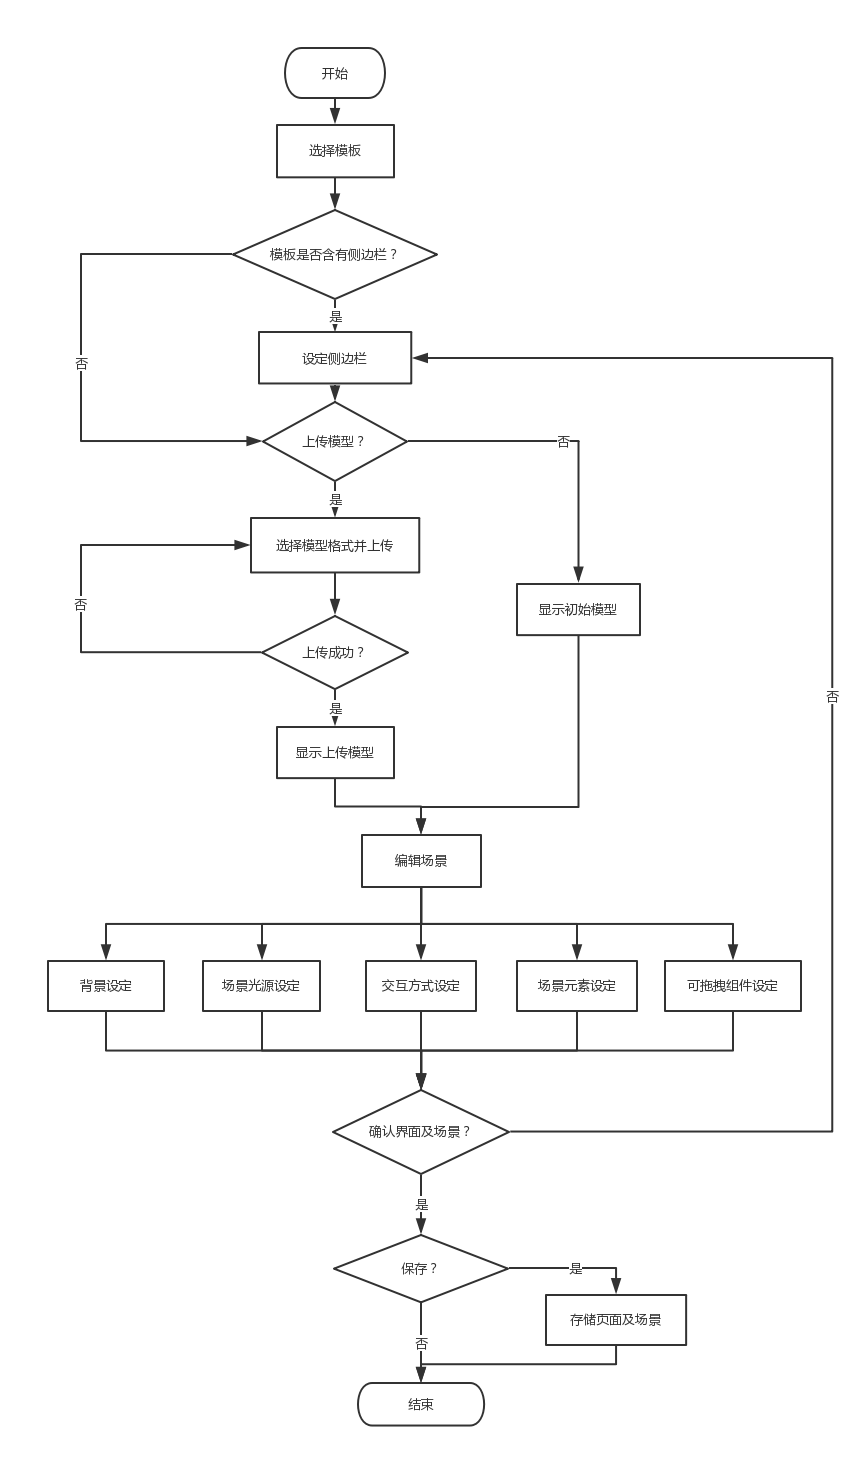 开始
选择模板
模板是否含有侧边栏？
是
设定侧边栏
否
上传模型？
否
是
选择模型格式并上传
否
显示初始模型
上传成功？
否
是
显示上传模型
编辑场景
背景设定
场景光源设定
交互方式设定
场景元素设定
可拖拽组件设定
确认界面及场景？
是
保存？
是
存储页面及场景
否
结束